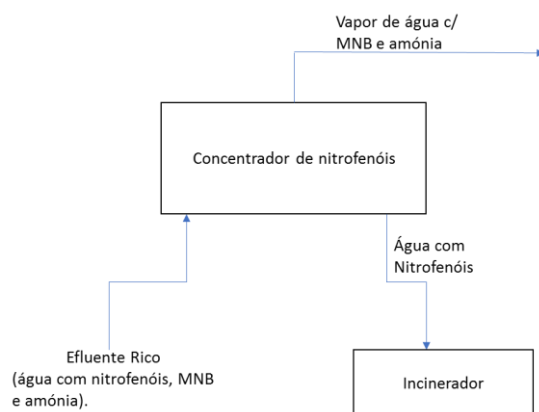 Vapor de água c/
MNB e amónia
Concentrador de nitrofenóis
Água com
Nitrofenóis
Efluente Rico
(água com nitrofenóis, MNB
e amónia).
Incinerador